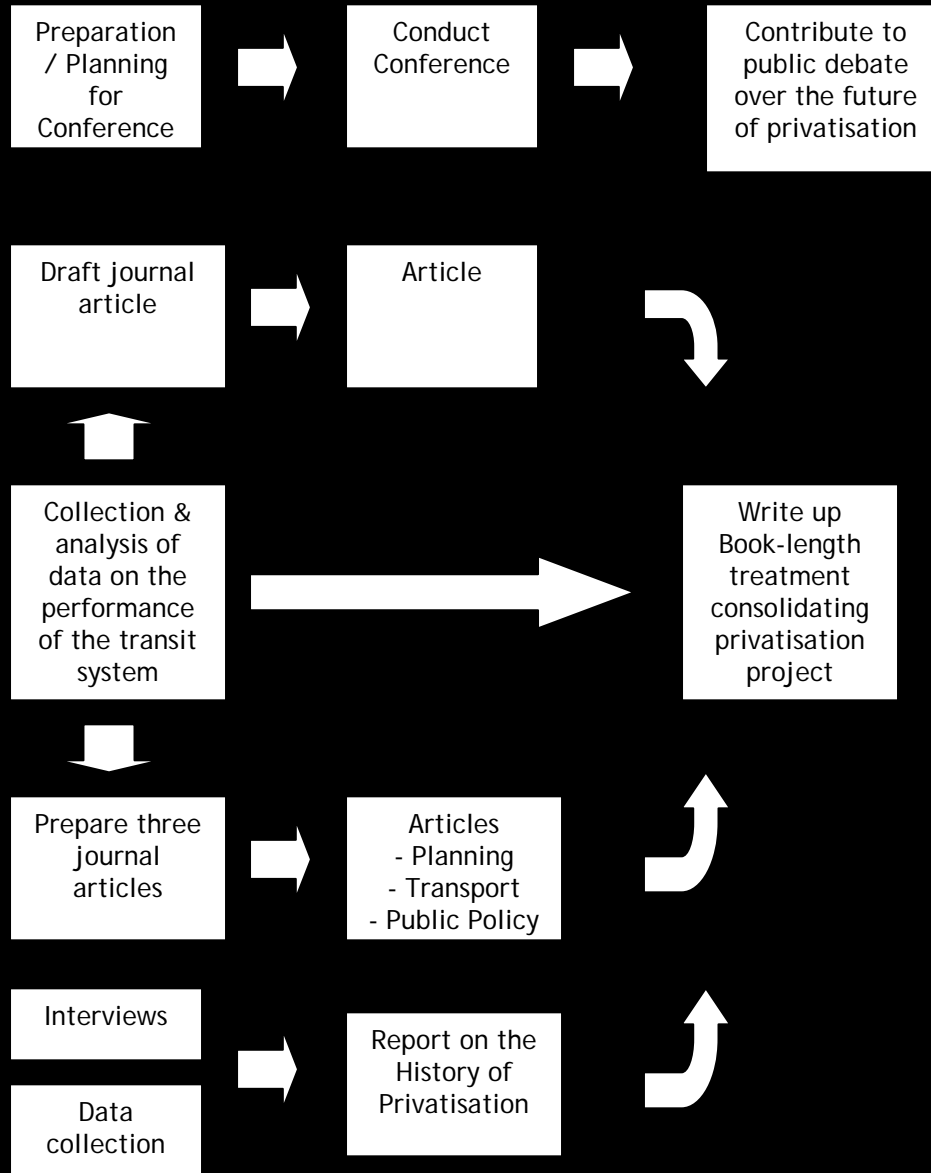 Preparation
/ Planning
for
Conference
Conduct
Conference
Contribute to
public debate
over the future
of privatisation
Draft journal
article
Article
Collection &
analysis of
data on the
performance
of the transit
system
Write up
Book-length
treatment
consolidating
privatisation
project
Prepare three
journal
articles
Articles
- Planning
- Transport
- Public Policy
Interviews
Data
collection
Report on the
History of
Privatisation